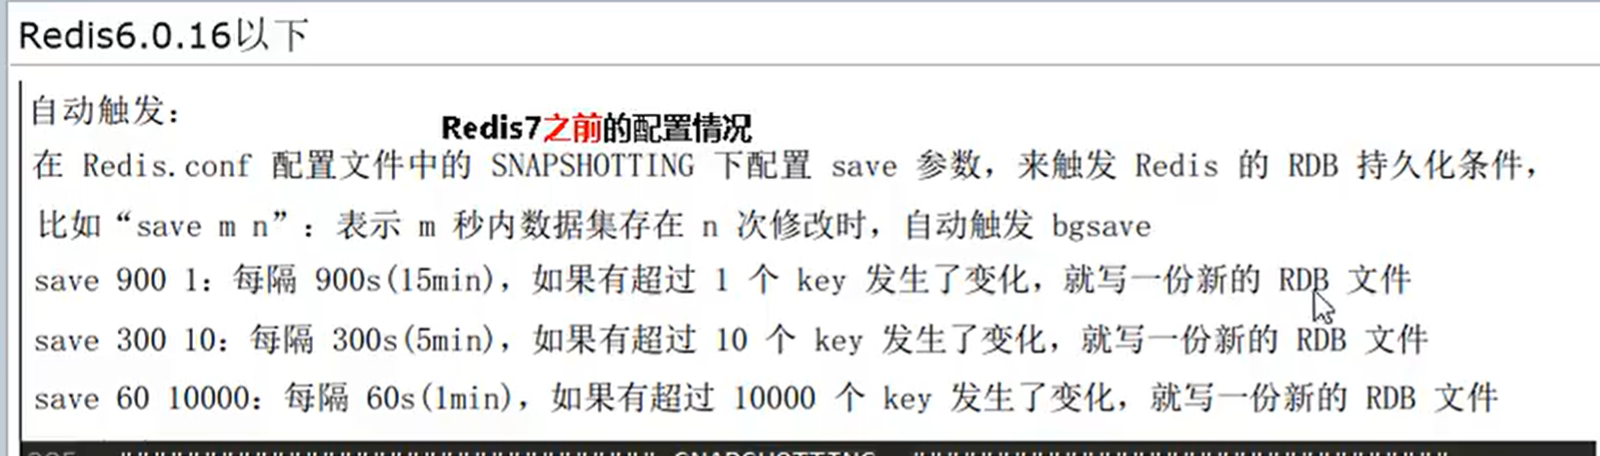 Redis6.0.16以下
自动触发：
Redis7之前的配置情况
在 Redis.conf 配置文件中的 SNAPSHOTTING 下配置 save 参数，来触发 Redis 的 RDB 持久化条件，
比如“save m n”：表示 m 秒内数据集存在 n 次修改时，自动触发 bgsave
save 900 1：每隔 900s(15min)，如果有超过 1 个 key 发生了变化，就写一份新的 RDB 文件
save 300 10：每隔 300s(5min)，如果有超过 10 个 key 发生了变化，就写一份新的 RDB 文件
save 60 10000：每隔 60s(1min)，如果有超过 10000 个 key 发生了变化，就写一份新的 RDB 文件
SNAPSHOTTING